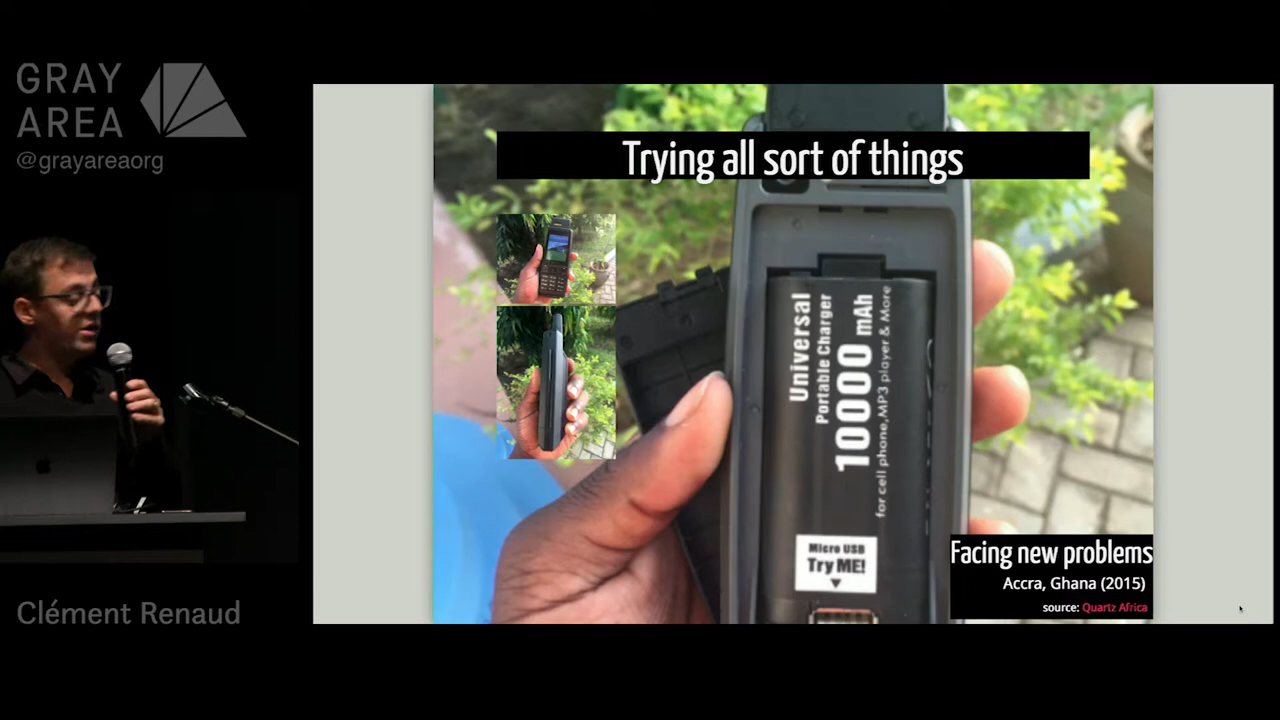 GRAY
AREA
@grayareaorg
Trying all sort of things
Universal
Portable Charger
10000 mAh
for cell phone,MP3 player & More
Micro USB
Try ME!
Facing new problems
Accra, Ghana (2015)
source: Quartz Africa
Clément Renaud